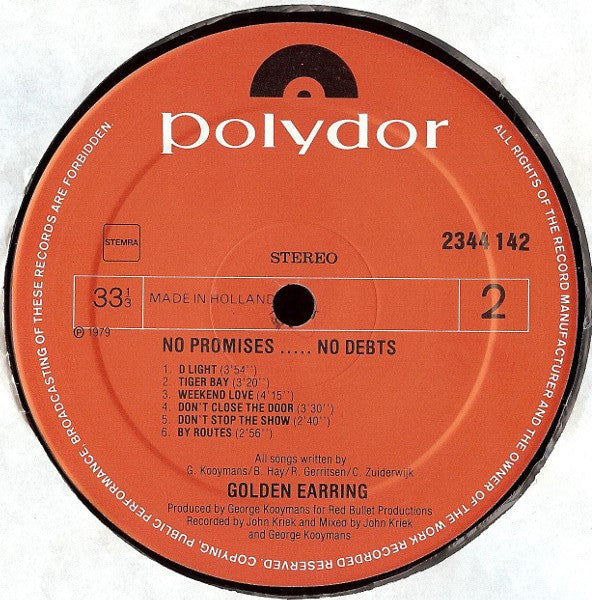 polydor
STEMRA
2344 142
STEREO
33 1/3
MADE IN HOLLAND
2
℗ 1979
NO PROMISES ..... NO DEBTS
1. D LIGHT (3'54'')
2. TIGER BAY (3'20'')
3. WEEKEND LOVE (4'15'')
4. DON'T CLOSE THE DOOR (3'30'')
5. DON'T STOP THE SHOW (2'40'')
6. BY ROUTES (2'56'')
All songs written by
G. Kooymans/B. Hay/R. Gerritsen/C. Zuiderwijk
GOLDEN EARRING
Produced by George Kooymans for Red Bullet Productions
Recorded by John Kriek and Mixed by John Kriek
and George Kooymans
ALL RIGHTS OF THE RECORD MANUFACTURER AND THE OWNER OF THE WORK RECORDED RESERVED. COPYING, PUBLIC PERFORMANCE, BROADCASTING OF THESE RECORDS ARE FORBIDDEN.